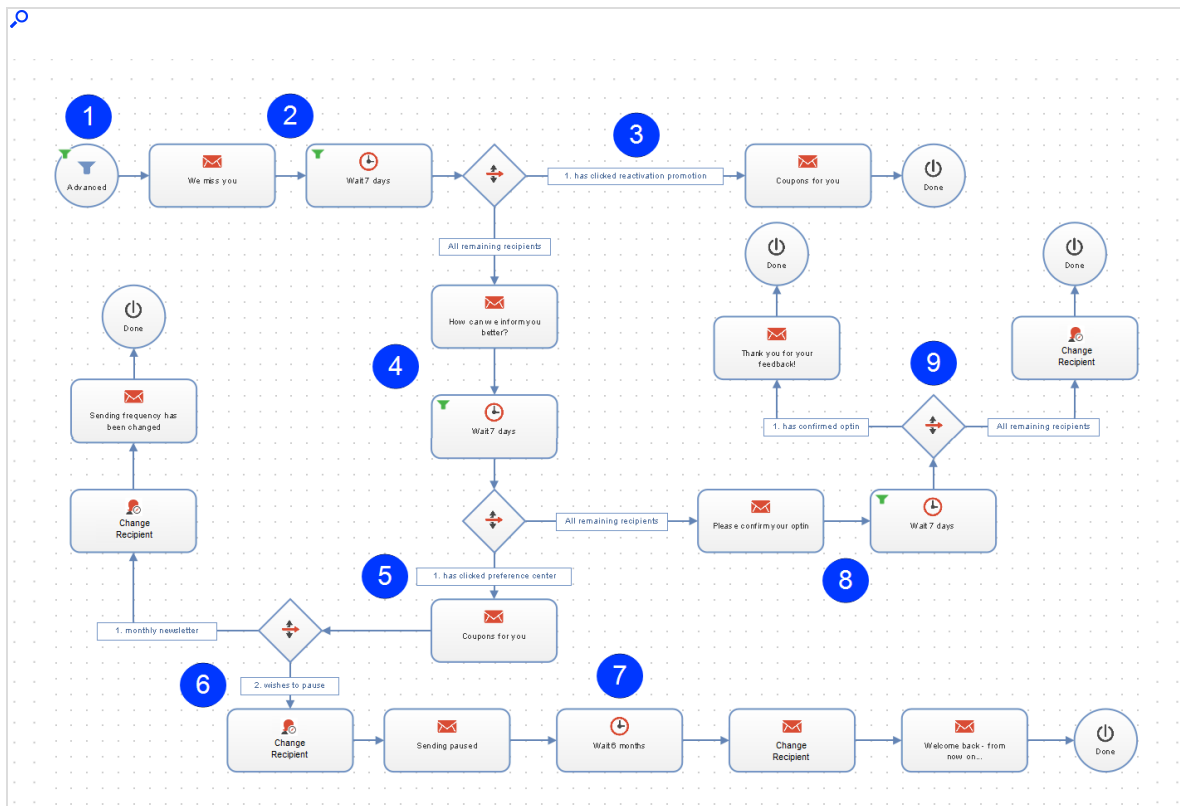 1
2
3
Advanced
We miss you
Wait 7 days
1. has clicked reactivation promotion
Coupons for you
Done
All remaining recipients
Done
Done
How can we inform you
better?
Done
Thank you for your
feedback!
Change
Recipient
4
9
Sending frequency has
been changed
Wait 7 days
1. has confirmed optin
All remaining recipients
Change
Recipient
All remaining recipients
Please confirm your optin
Wait 7 days
5
1. has clicked preference center
8
1. monthly newsletter
Coupons for you
6
2. wishes to pause
7
Change
Recipient
Sending paused
Wait 6 months
Change
Recipient
Welcome back - from
now on...
Done